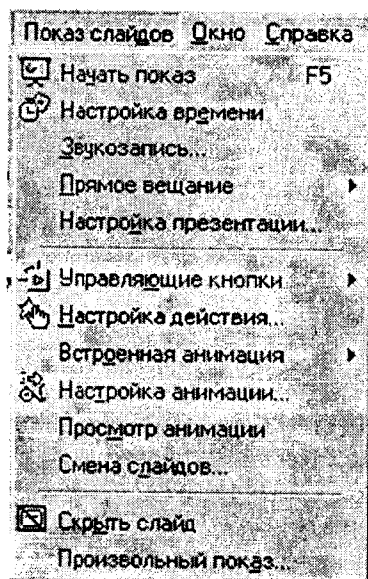 Показ слайдов Окно Справка
Начать показ F5
Настройка времени
Звукозапись...
Прямое вещание
Настройка презентации...
Управляющие кнопки
Настройка действия...
Встроенная анимация
Настройка анимации...
Просмотр анимации
Смена слайдов...
Скрыть слайд
Произвольный показ...